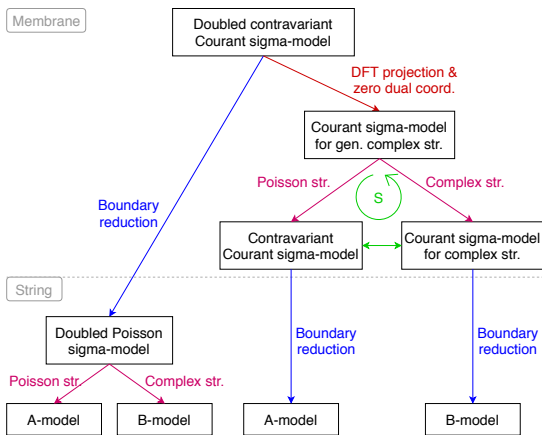 Membrane
Doubled contravariant
Courant sigma-model
DFT projection &
zero dual coord.
Courant sigma-model
for gen. complex str.
Poisson str.
Complex str.
S
Boundary
reduction
Contravariant
Courant sigma-model
Courant sigma-model
for complex str.
String
Doubled Poisson
sigma-model
Boundary
reduction
Boundary
reduction
Poisson str.
Complex str.
A-model
B-model
A-model
B-model